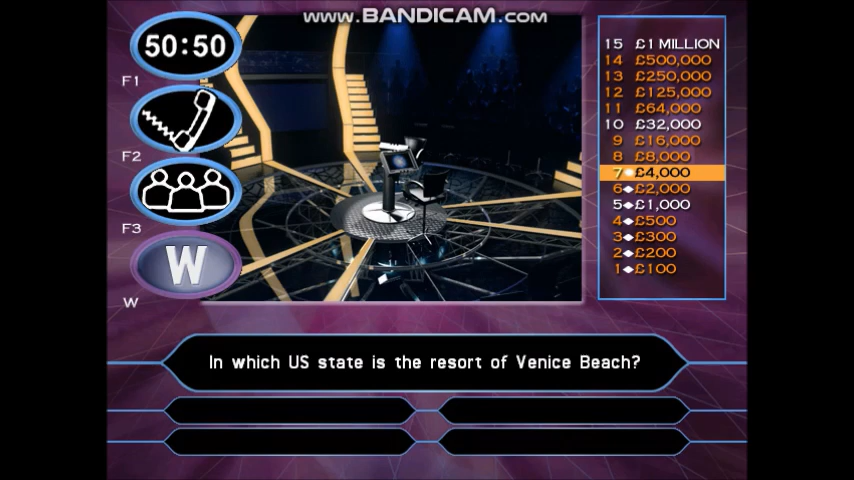 www.BANDICAM.com
50:50
F1
F2
F3
W
W
15 £1 MILLION
14 £500,000
13 £250,000
12 £125,000
11 £64,000
10 £32,000
9 £16,000
8 £8,000
7◆£4,000
6◆£2,000
5◆£1,000
4◆£500
3◆£300
2◆£200
1◆£100
In which US state is the resort of Venice Beach?